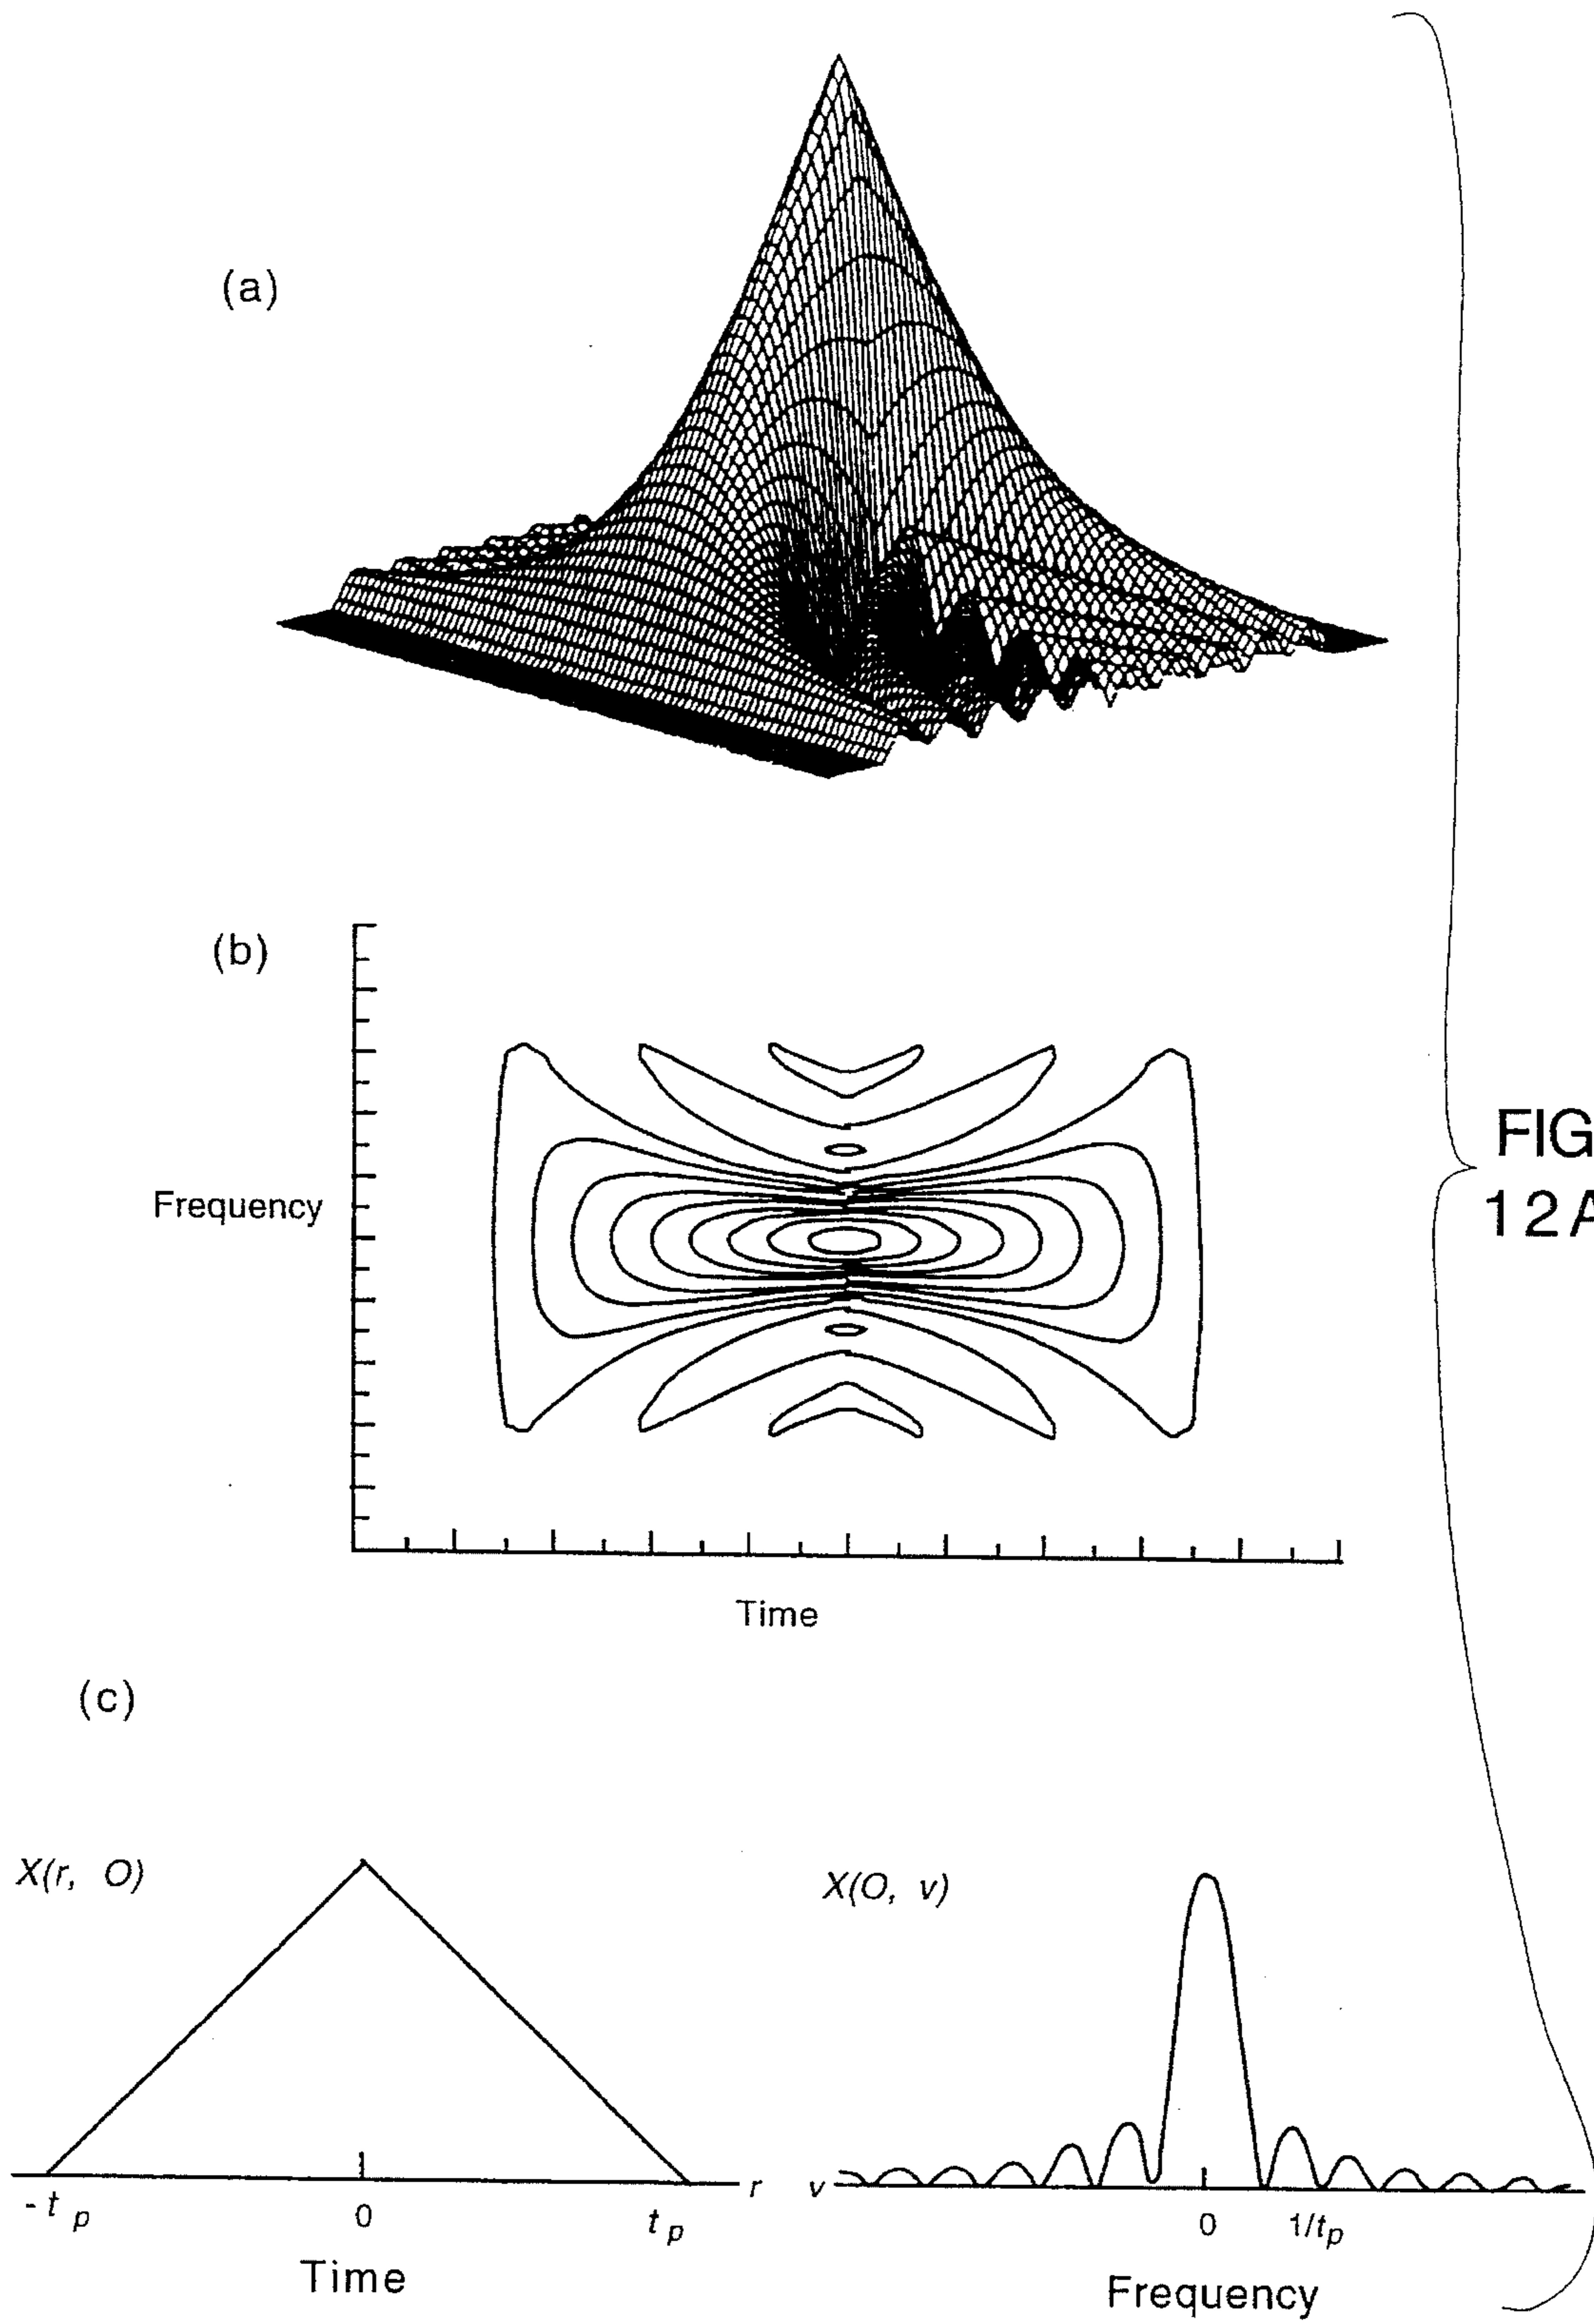 (a)
(b)
Frequency
Time
FIG
12A
(c)
X(r, O)
X(O, v)
r
v
- t p
0
t p
0
1/tp
Time
Frequency